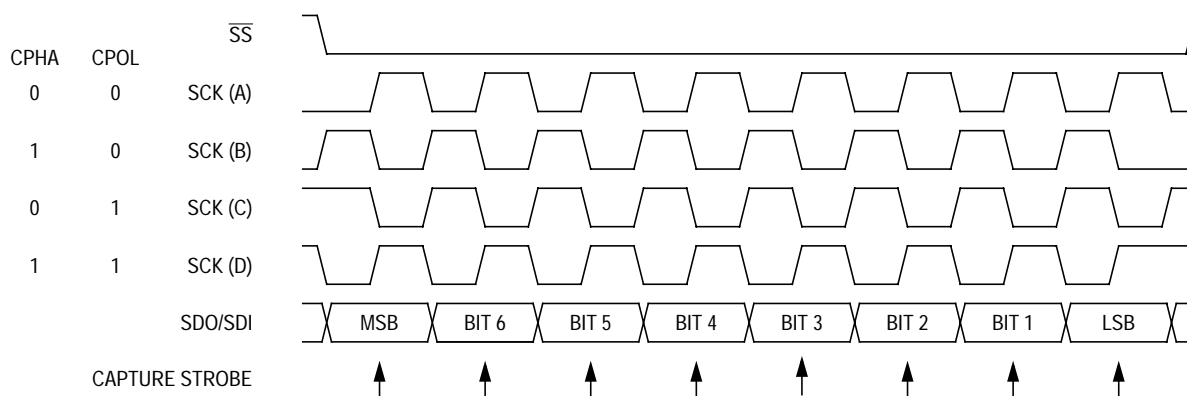 SS
CPHA CPOL
0 0 SCK (A)
1 0 SCK (B)
0 1 SCK (C)
1 1 SCK (D)
SDO/SDI MSB BIT 6 BIT 5 BIT 4 BIT 3 BIT 2 BIT 1 LSB
CAPTURE STROBE